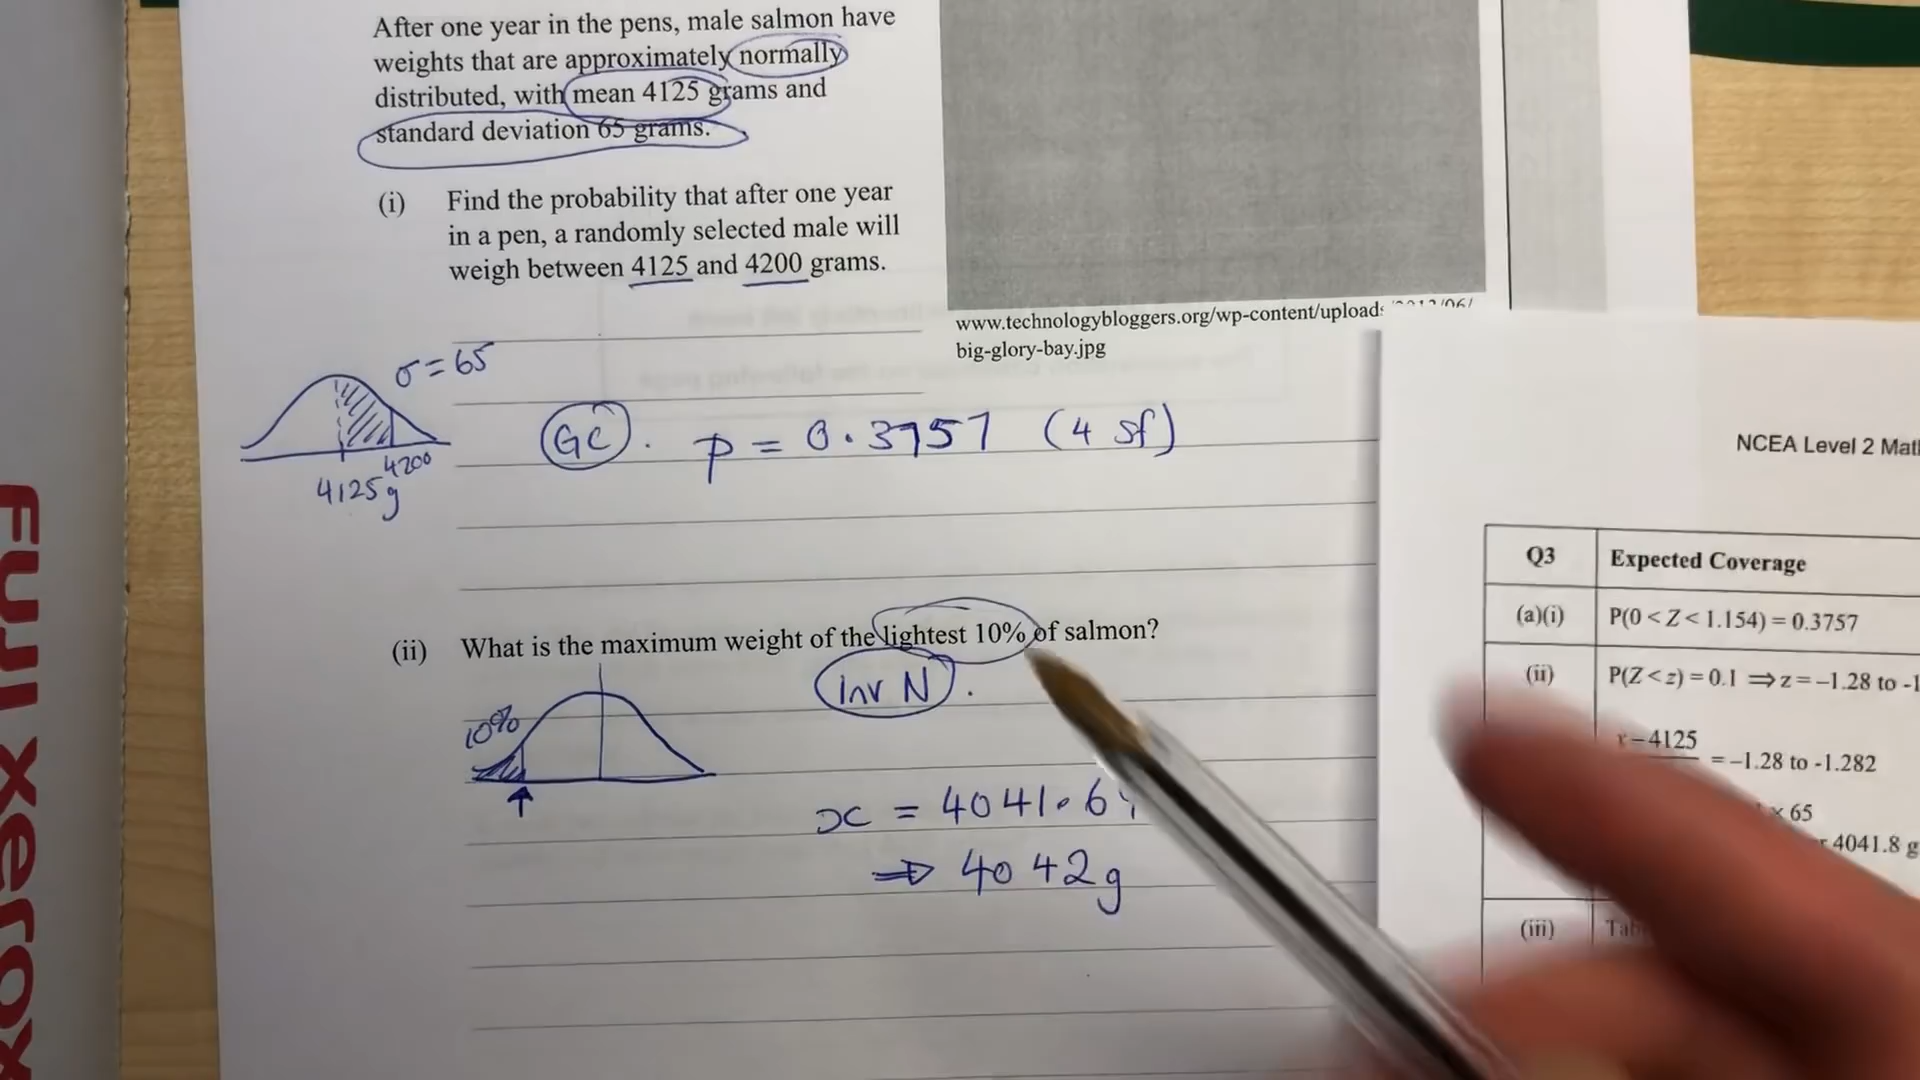 After one year in the pens, male salmon have
weights that are approximately normally
distributed, with mean 4125 grams and
standard deviation 65 grams.
(i) Find the probability that after one year
in a pen, a randomly selected male will
weigh between 4125 and 4200 grams.
www.technologybloggers.org/wp-content/uploads
big-glory-bay.jpg
σ = 65
4200
4125g
GC. p = 0.3757 (4 sf)
(ii) What is the maximum weight of the lightest 10% of salmon?
Inv N.
10%
x = 4041.6
⇒ 4042g
FUJI xerox
NCEA Level 2
Q3 Expected Coverage
(a)(i) P(0 < Z < 1.154) = 0.3757
(ii) P(Z < z) = 0.1 ⇒ z = –1.28 to
– 4125
= –1.28 to -1.282
× 65
4041.8 g
(iii)